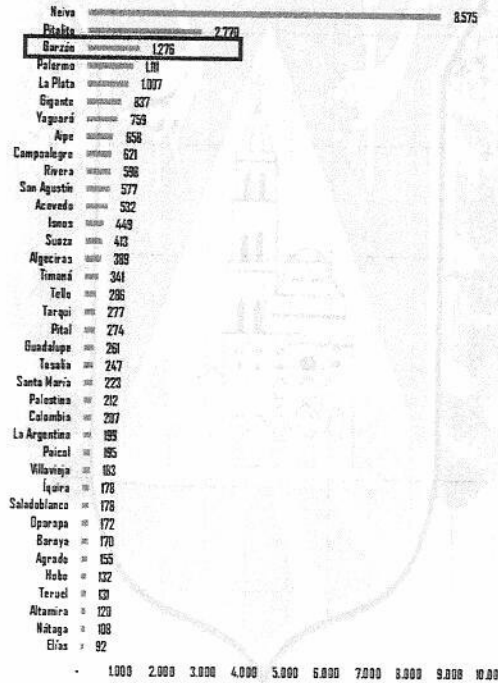 Neiva 8.575
Pitalito 2.770
Garzón 1.276
Palermo 1.111
La Plata 1.007
Gigante 837
Yaguará 759
Aipe 656
Campoalegre 621
Rivera 598
San Agustín 577
Acevedo 532
Isnos 449
Suaza 413
Algeciras 389
Timaná 341
Tello 286
Tarqui 277
Pital 274
Guadalupe 261
Tesalia 247
Santa María 223
Palestina 212
Colombia 207
La Argentina 199
Paicol 195
Villavieja 183
Íquira 178
Saladoblanco 178
Oporapa 172
Baraya 170
Agrado 155
Hobo 132
Teruel 131
Altamira 120
Nátaga 108
Elías 92
- 1.000 2.000 3.000 4.000 5.000 6.000 7.000 8.000 9.000 10.00